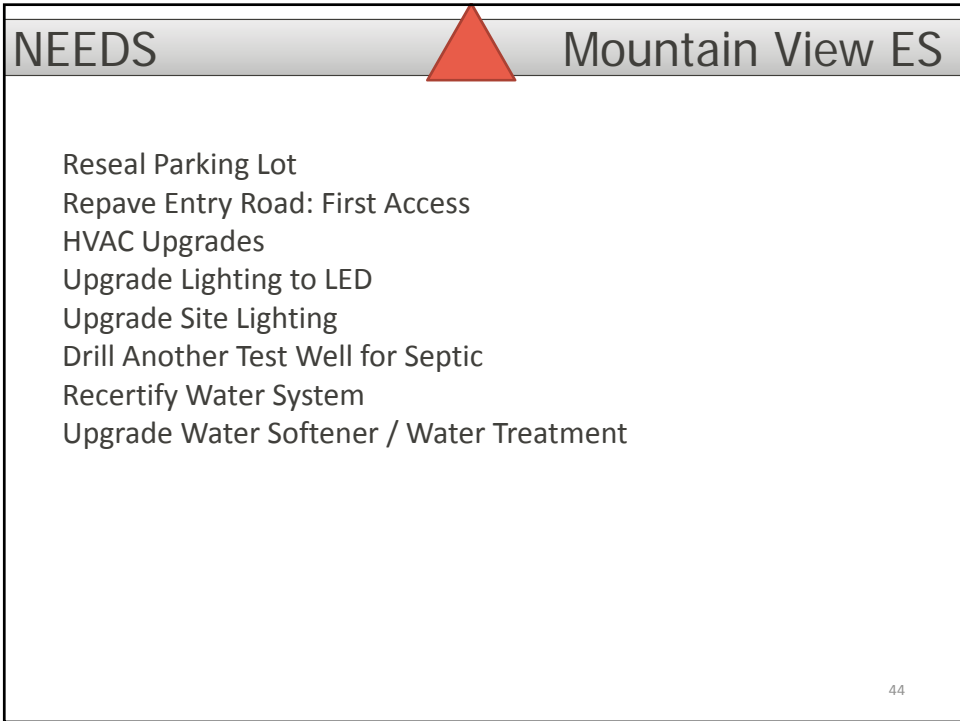 NEEDS Mountain View ES
Reseal Parking Lot
Repave Entry Road: First Access
HVAC Upgrades
Upgrade Lighting to LED
Upgrade Site Lighting
Drill Another Test Well for Septic
Recertify Water System
Upgrade Water Softener / Water Treatment
44